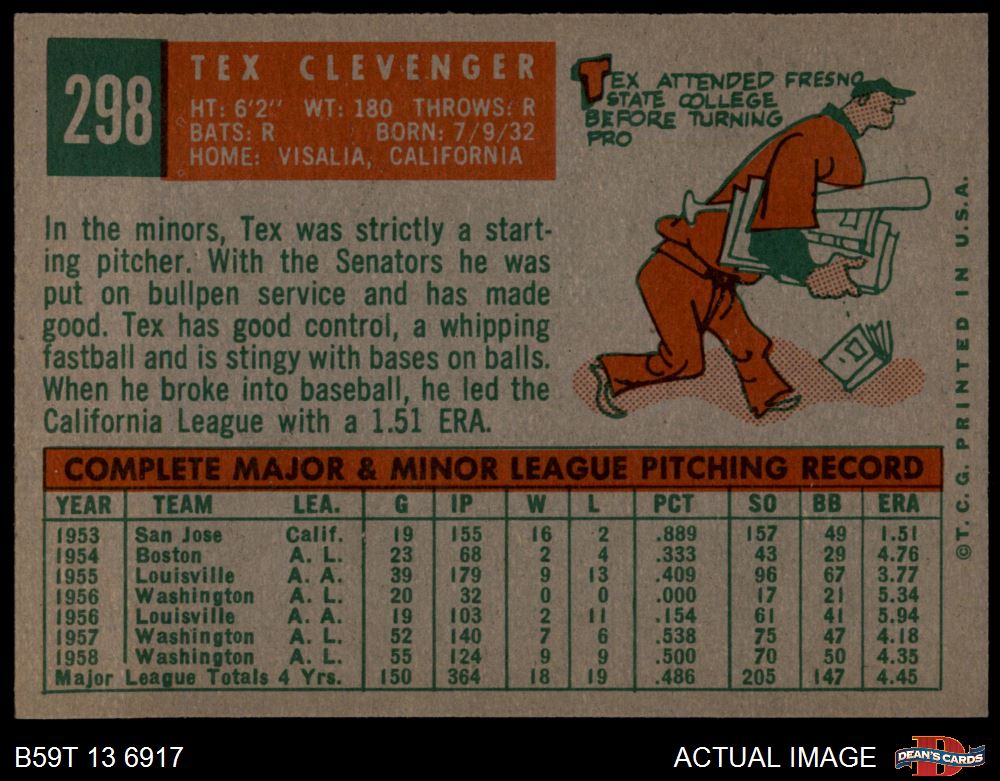 298
TEX CLEVENGER
HT: 6'2" WT: 180 THROWS: R
BATS: R BORN: 7/9/32
HOME: VISALIA, CALIFORNIA
TEX ATTENDED FRESNO
STATE COLLEGE
BEFORE TURNING
PRO
In the minors, Tex was strictly a start-
ing pitcher. With the Senators he was
put on bullpen service and has made
good. Tex has good control, a whipping
fastball and is stingy with bases on balls.
When he broke into baseball, he led the
California League with a 1.51 ERA.
COMPLETE MAJOR & MINOR LEAGUE PITCHING RECORD
YEAR TEAM LEA. G IP W L PCT SO BB ERA
1953 San Jose Calif. 19 155 16 2 .889 157 49 1.51
1954 Boston A. L. 23 68 2 4 .333 43 29 4.76
1955 Louisville A. A. 39 179 9 13 .409 96 67 3.77
1956 Washington A. L. 20 32 0 0 .000 17 21 5.34
1956 Louisville A. A. 19 103 2 11 .154 61 41 5.94
1957 Washington A. L. 52 140 7 6 .538 75 47 4.18
1958 Washington A. L. 55 124 9 9 .500 70 50 4.35
Major League Totals 4 Yrs. 150 364 18 19 .486 205 147 4.45
©T. C. G. PRINTED IN U.S.A.
B59T 13 6917
ACTUAL IMAGE
D
DEAN'S CARDS